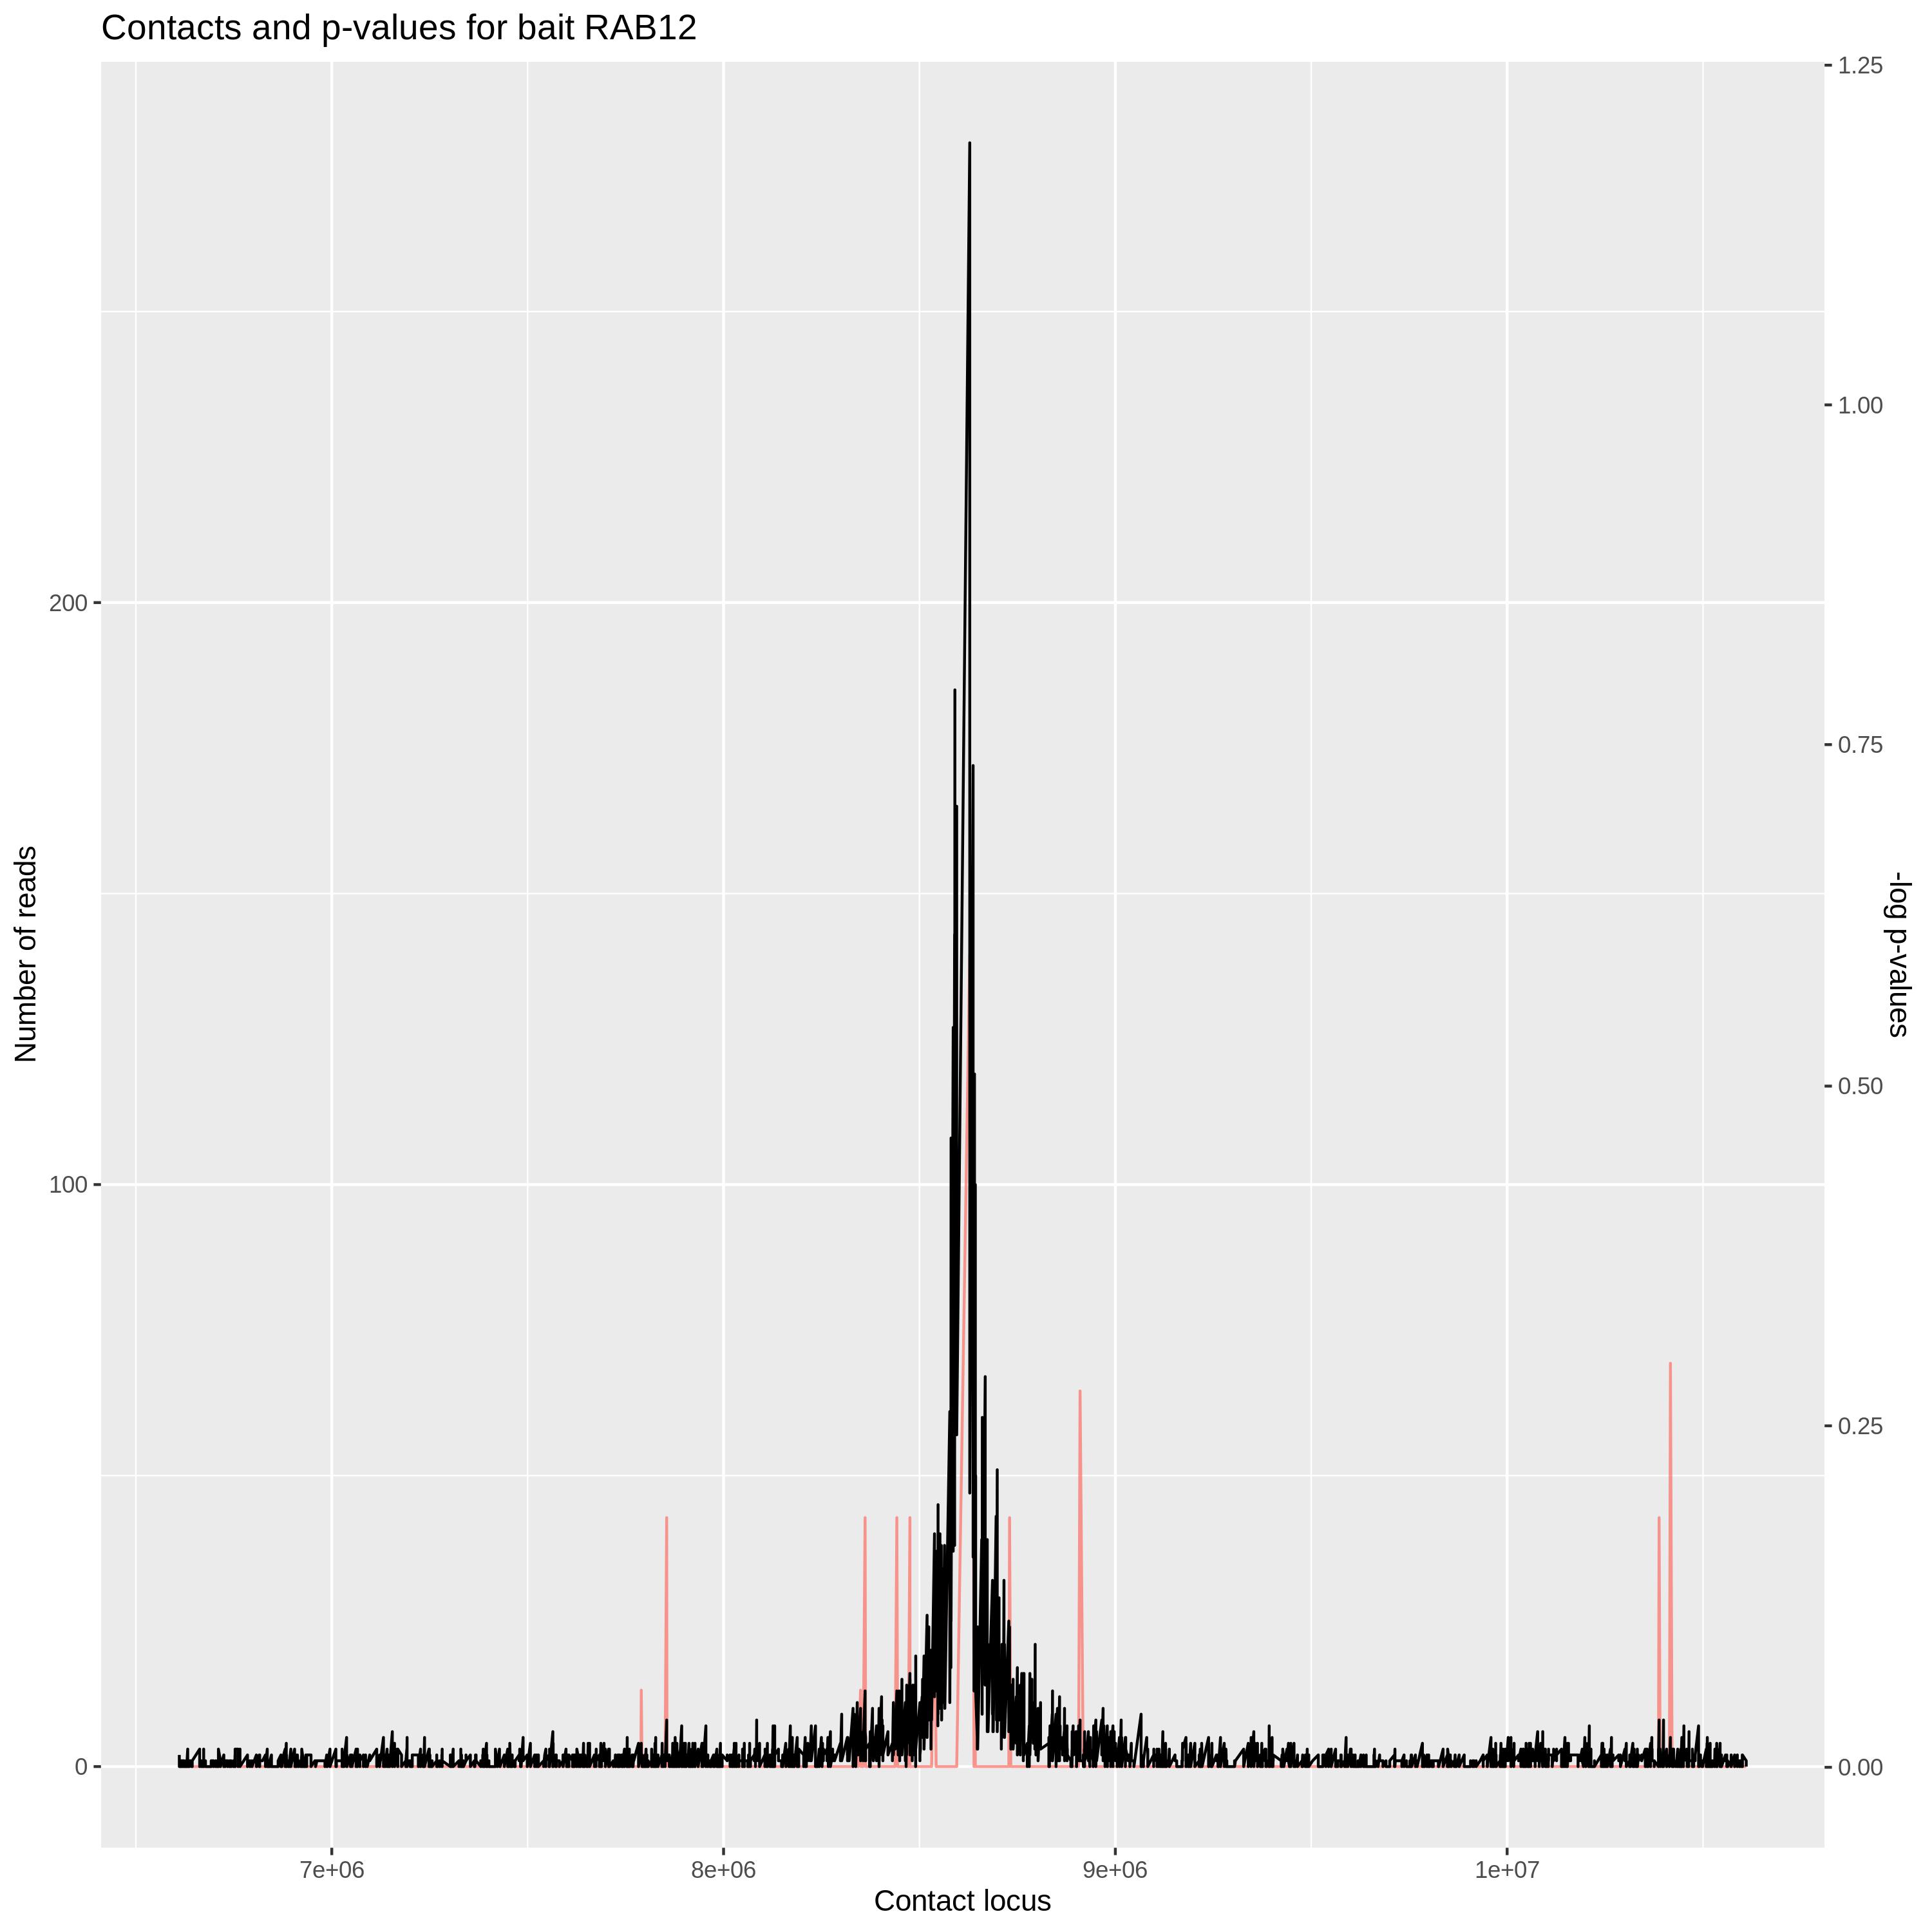 Contacts and p-values for bait RAB12
Number of reads
200
100
0
1.25
1.00
0.75
0.50
0.25
0.00
-log p-values
7e+06
8e+06
9e+06
1e+07
Contact locus